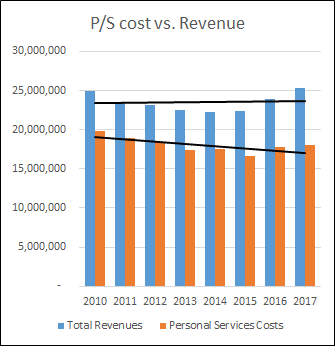 P/S cost vs. Revenue
30,000,000
25,000,000
20,000,000
15,000,000
10,000,000
5,000,000
-
2010 2011 2012 2013 2014 2015 2016 2017
Total Revenues Personal Services Costs